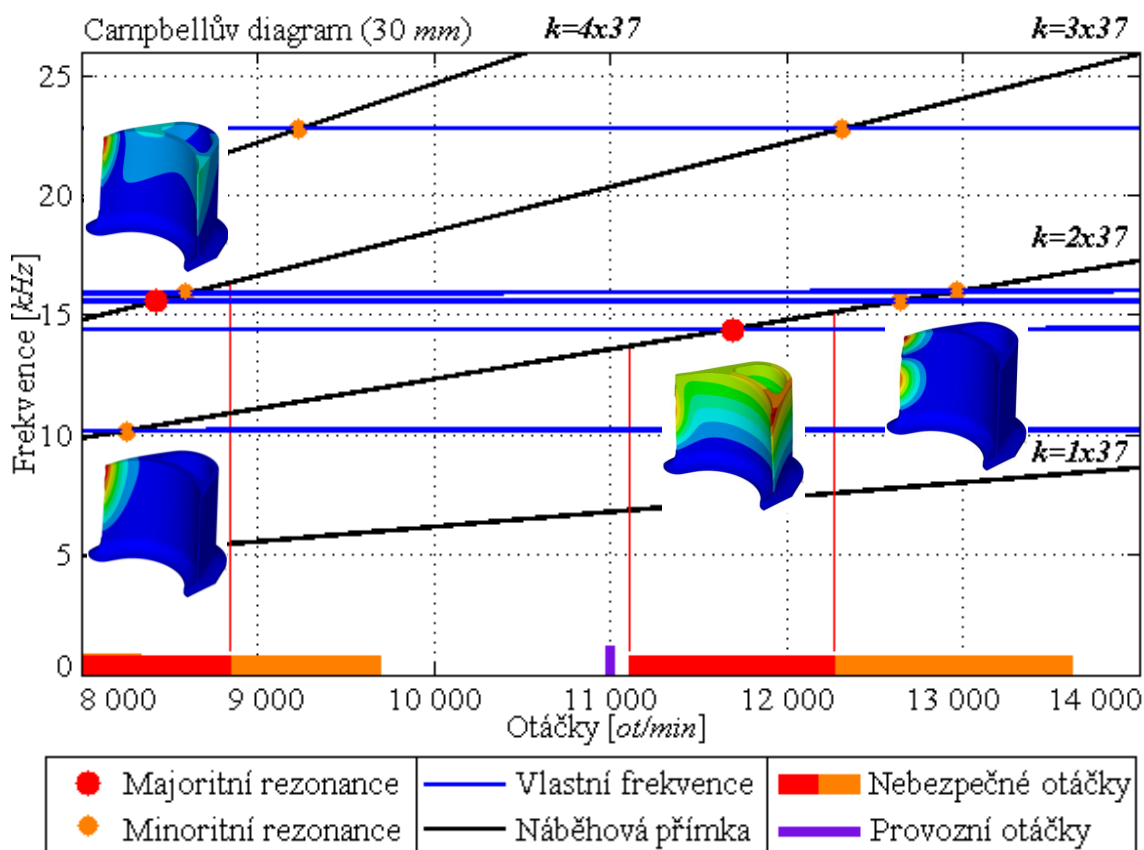 Campbellův diagram (30 mm)
k=4x37
k=3x37
25
20
k=2x37
15
Frekvence [kHz]
10
k=1x37
5
0
8 000 9 000 10 000 11 000 12 000 13 000 14 000
Otáčky [ot/min]
Majoritní rezonance Vlastní frekvence Nebezpečné otáčky
Minoritní rezonance Náběhová přímka Provozní otáčky